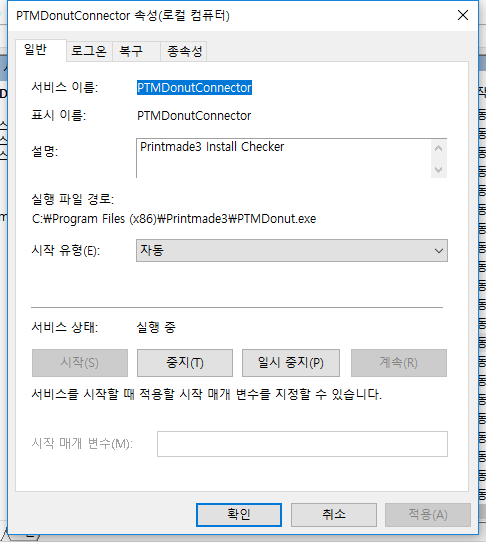 PTMDonutConnector 속성(로컬 컴퓨터)
일반 로그온 복구 종속성
서비스 이름: PTMDonutConnector
표시 이름: PTMDonutConnector
설명: Printmade3 Install Checker
실행 파일 경로:
C:₩Program Files (x86)₩Printmade3₩PTMDonut.exe
시작 유형(E): 자동
서비스 상태: 실행 중
시작(S) 중지(T) 일시 중지(P) 계속(R)
서비스를 시작할 때 적용할 시작 매개 변수를 지정할 수 있습니다.
시작 매개 변수(M):
확인 취소 적용(A)